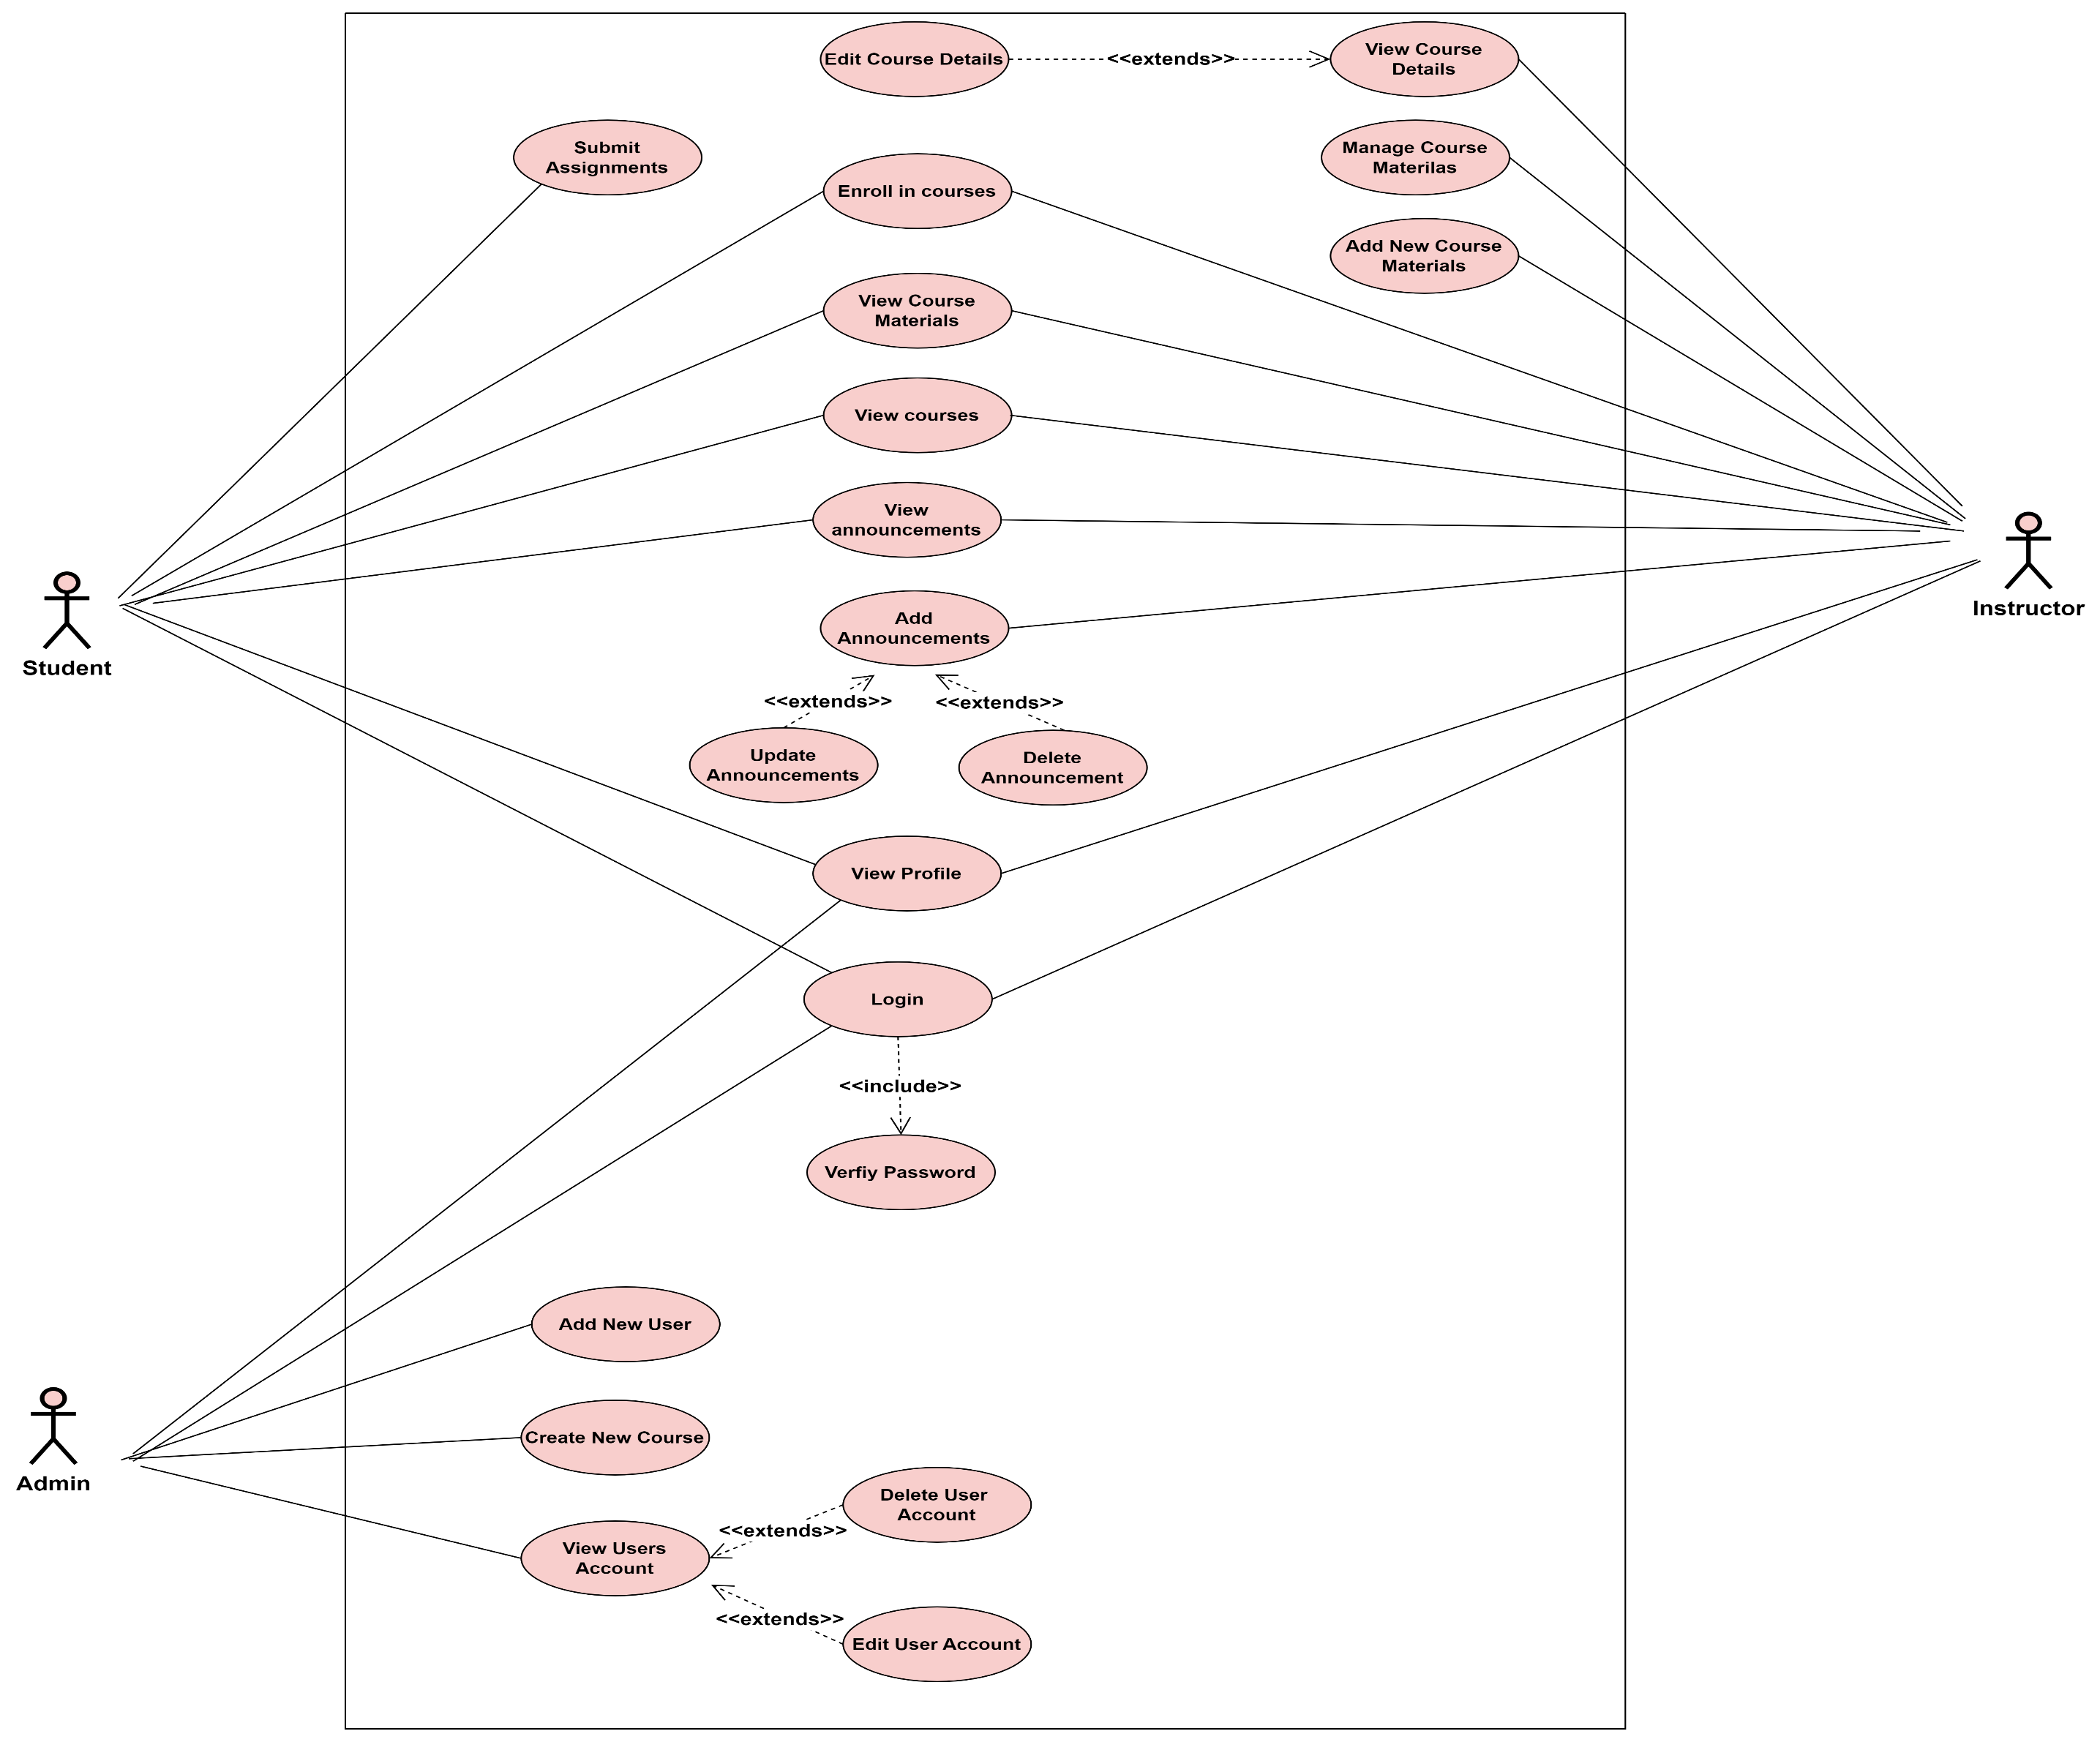 Edit Course Details
<<extends>>
View Course
Details
Submit
Assignments
Manage Course
Materilas
Enroll in courses
Add New Course
Materials
View Course
Materials
View courses
View
announcements
Student
Instructor
Add
Announcements
<<extends>>
<<extends>>
Update
Announcements
Delete
Announcement
View Profile
Login
<<include>>
Verfiy Password
Add New User
Create New Course
Admin
Delete User
Account
<<extends>>
View Users
Account
<<extends>>
Edit User Account